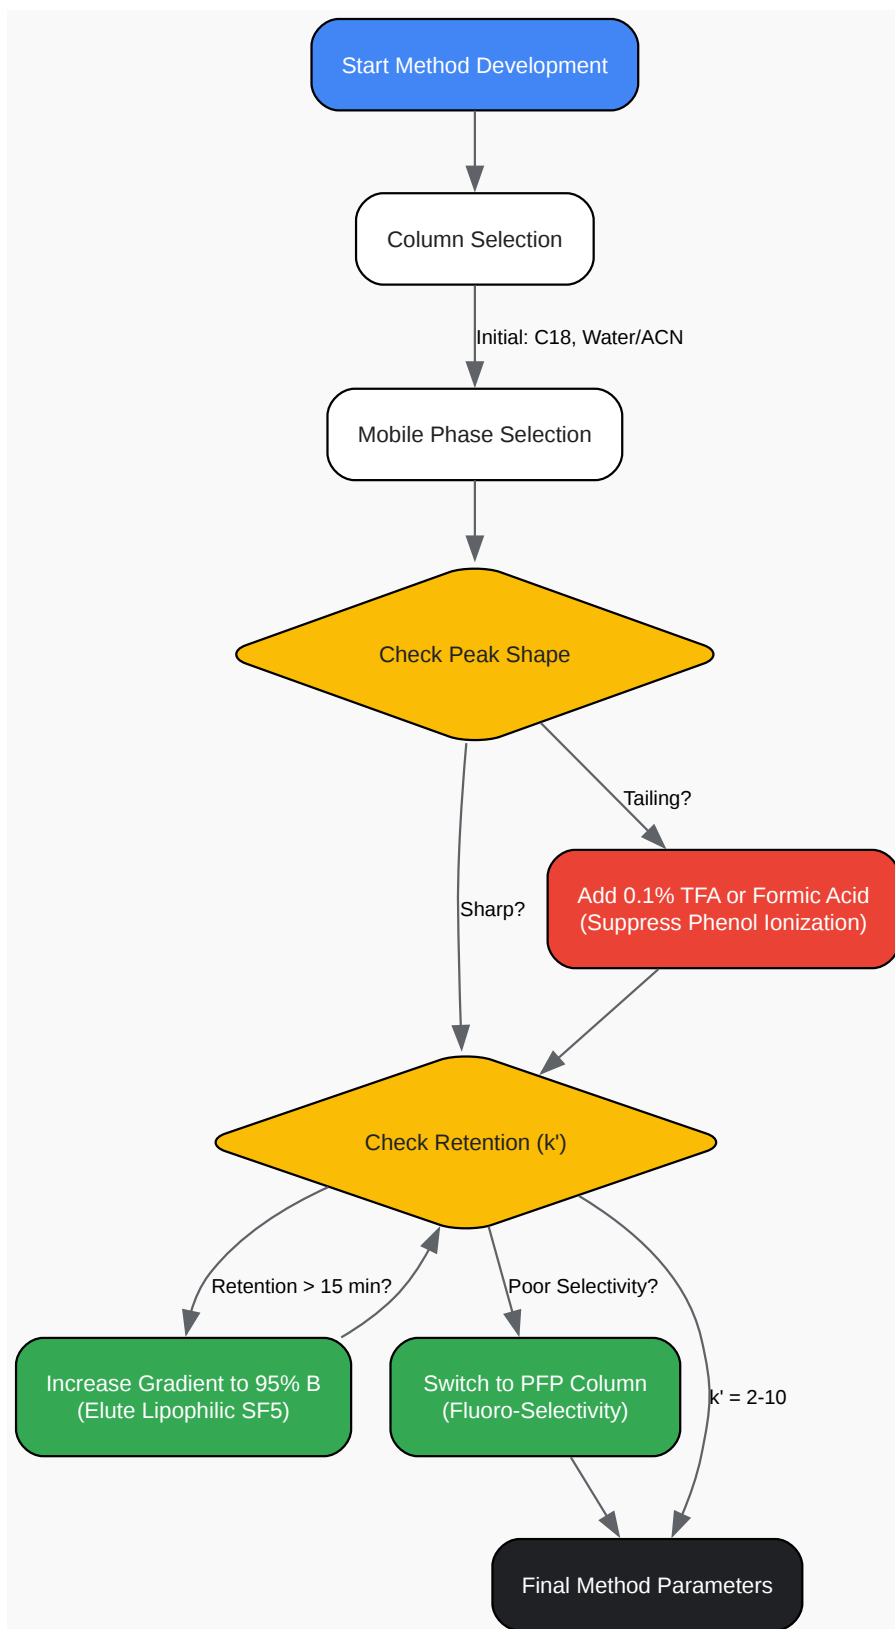 Start Method Development
Column Selection
Initial: C18, Water/ACN
Mobile Phase Selection
Check Peak Shape
Tailing?
Add 0.1% TFA or Formic Acid
(Suppress Phenol Ionization)
Sharp?
Check Retention (k')
Retention > 15 min?
Poor Selectivity?
Increase Gradient to 95% B
(Elute Lipophilic SF5)
Switch to PFP Column
(Fluoro-Selectivity)
k' = 2-10
Final Method Parameters